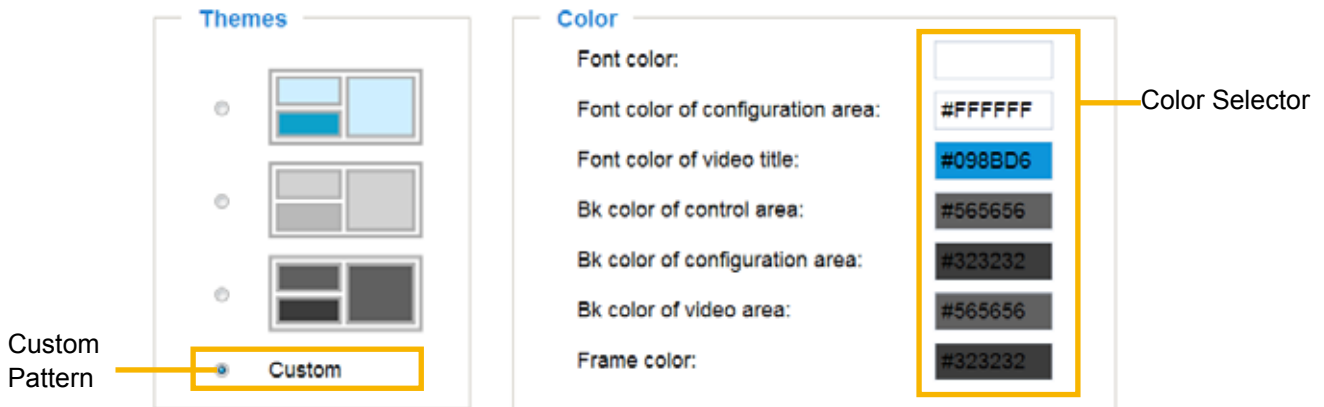 Themes
Custom
Custom
Pattern
Color
Font color:
Font color of configuration area: #FFFFFF
Font color of video title: #098BD6
Bk color of control area: #565656
Bk color of configuration area: #323232
Bk color of video area: #565656
Frame color: #323232
Color Selector